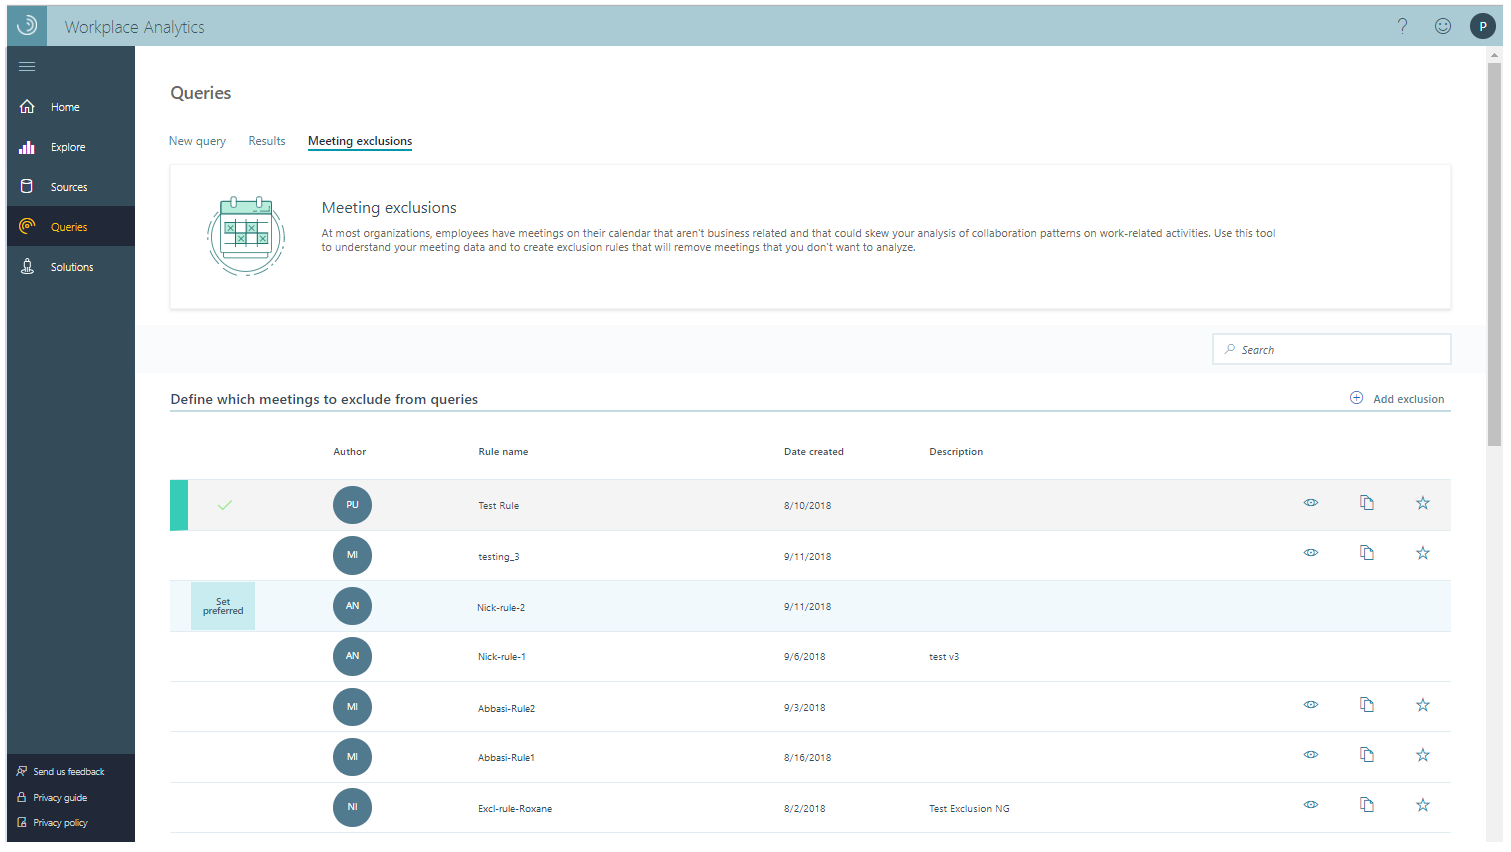 Workplace Analytics
?
P
Home
Explore
Sources
Queries
Solutions
Send us feedback
Privacy guide
Privacy policy
Queries
New query Results Meeting exclusions
Meeting exclusions
At most organizations, employees have meetings on their calendar that aren't business related and that could skew your analysis of collaboration patterns on work-related activities. Use this tool
to understand your meeting data and to create exclusion rules that will remove meetings that you don't want to analyze.
Search
Define which meetings to exclude from queries
Add exclusion
Author Rule name Date created Description
PU Test Rule 8/10/2018
MI testing_3 9/11/2018
Set
preferred
AN Nick-rule-2 9/11/2018
AN Nick-rule-1 9/6/2018 test v3
MI Abbasi-Rule2 9/3/2018
MI Abbasi-Rule1 8/16/2018
NI Excl-rule-Roxane 8/2/2018 Test Exclusion NG